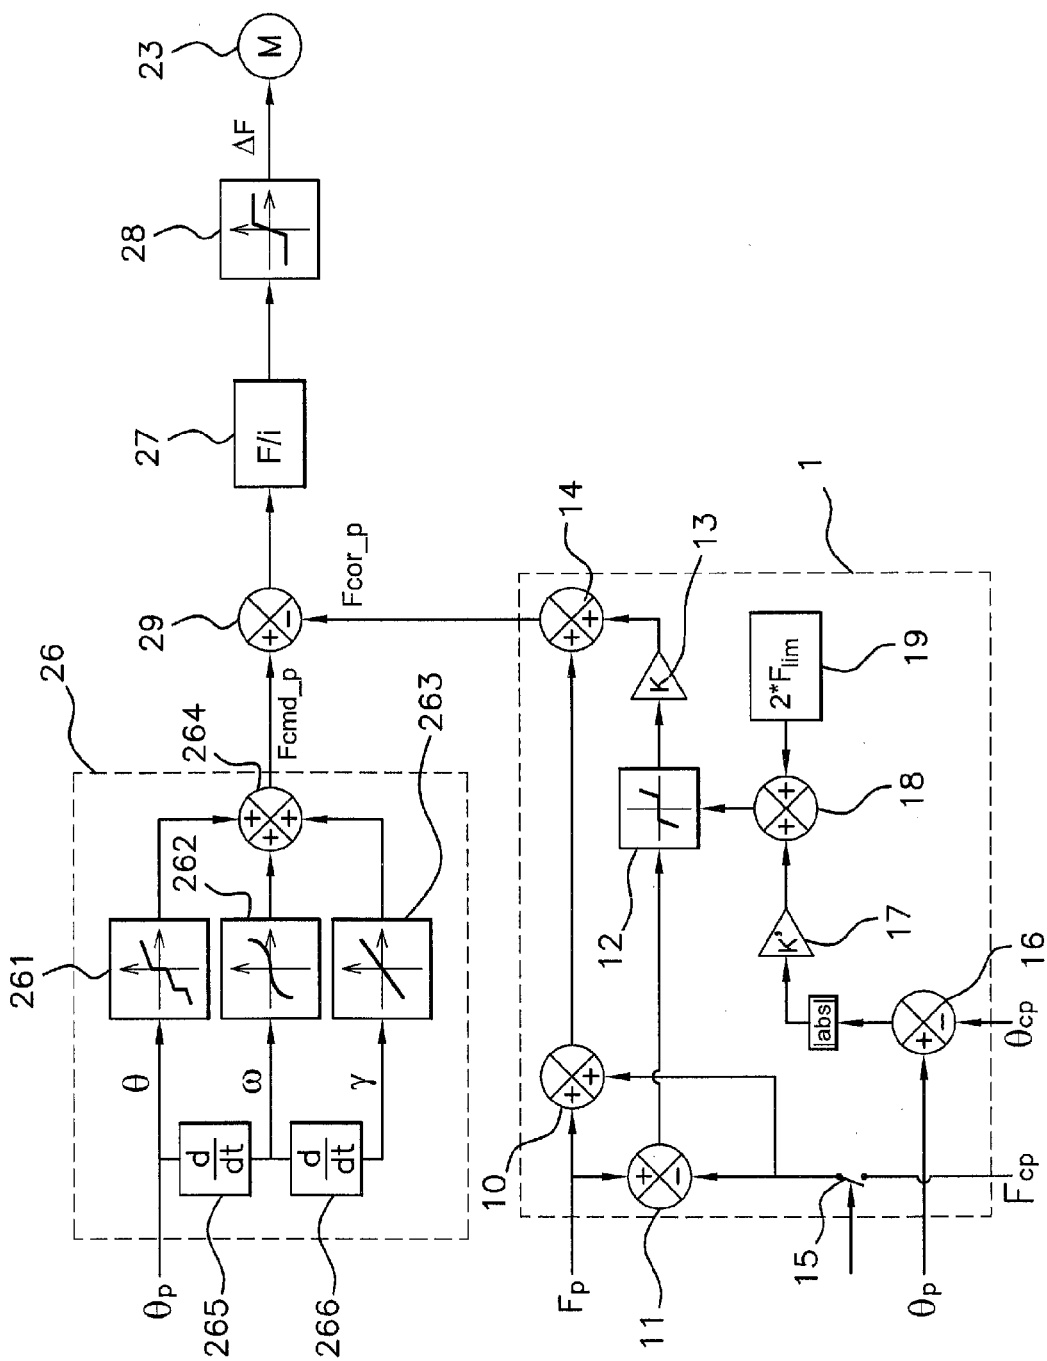 θp
265
d
dt
266
d
dt
θ
ω
γ
261
262
263
26
264
+
+
+
Fcmd_p
29
+
−
Fcor_p
27
F/i
28
ΔF
23
M
Fp
10
+
+
11
+
−
15
Fcp
θp
16
+
−
θcp
|abs|
17
K'
18
+
+
19
2*Flim
12
13
K
14
+
+
1